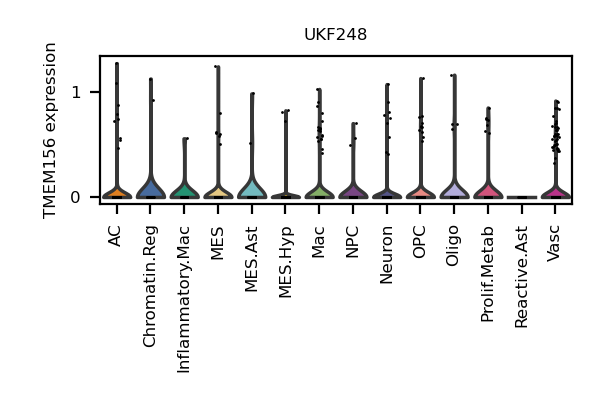 UKF248
TMEM156 expression
1
0
AC
Chromatin.Reg
Inflammatory.Mac
MES
MES.Ast
MES.Hyp
Mac
NPC
Neuron
OPC
Oligo
Prolif.Metab
Reactive.Ast
Vasc